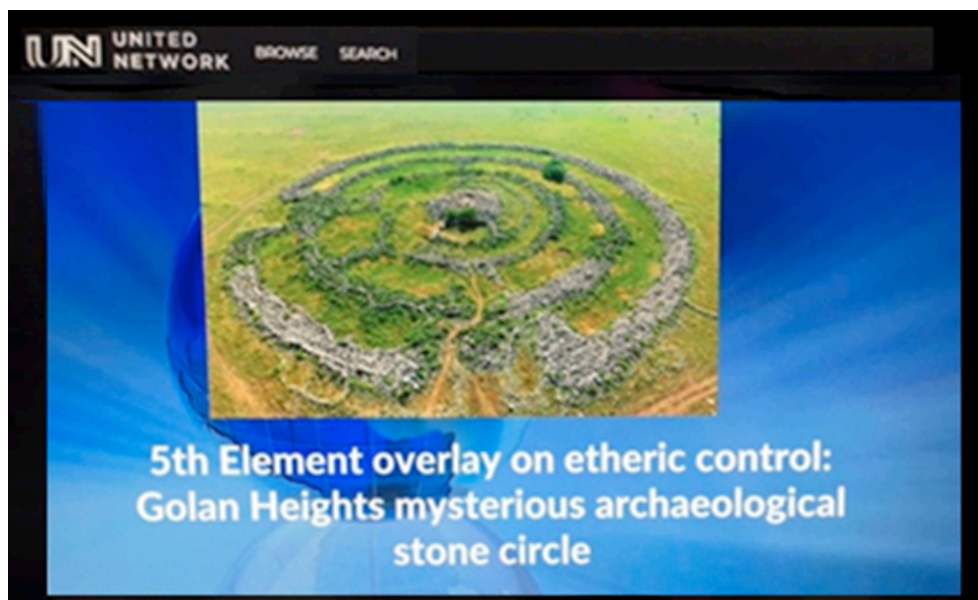 UN UNITED NETWORK BROWSE SEARCH
5th Element overlay on etheric control:
Golan Heights mysterious archaeological
stone circle